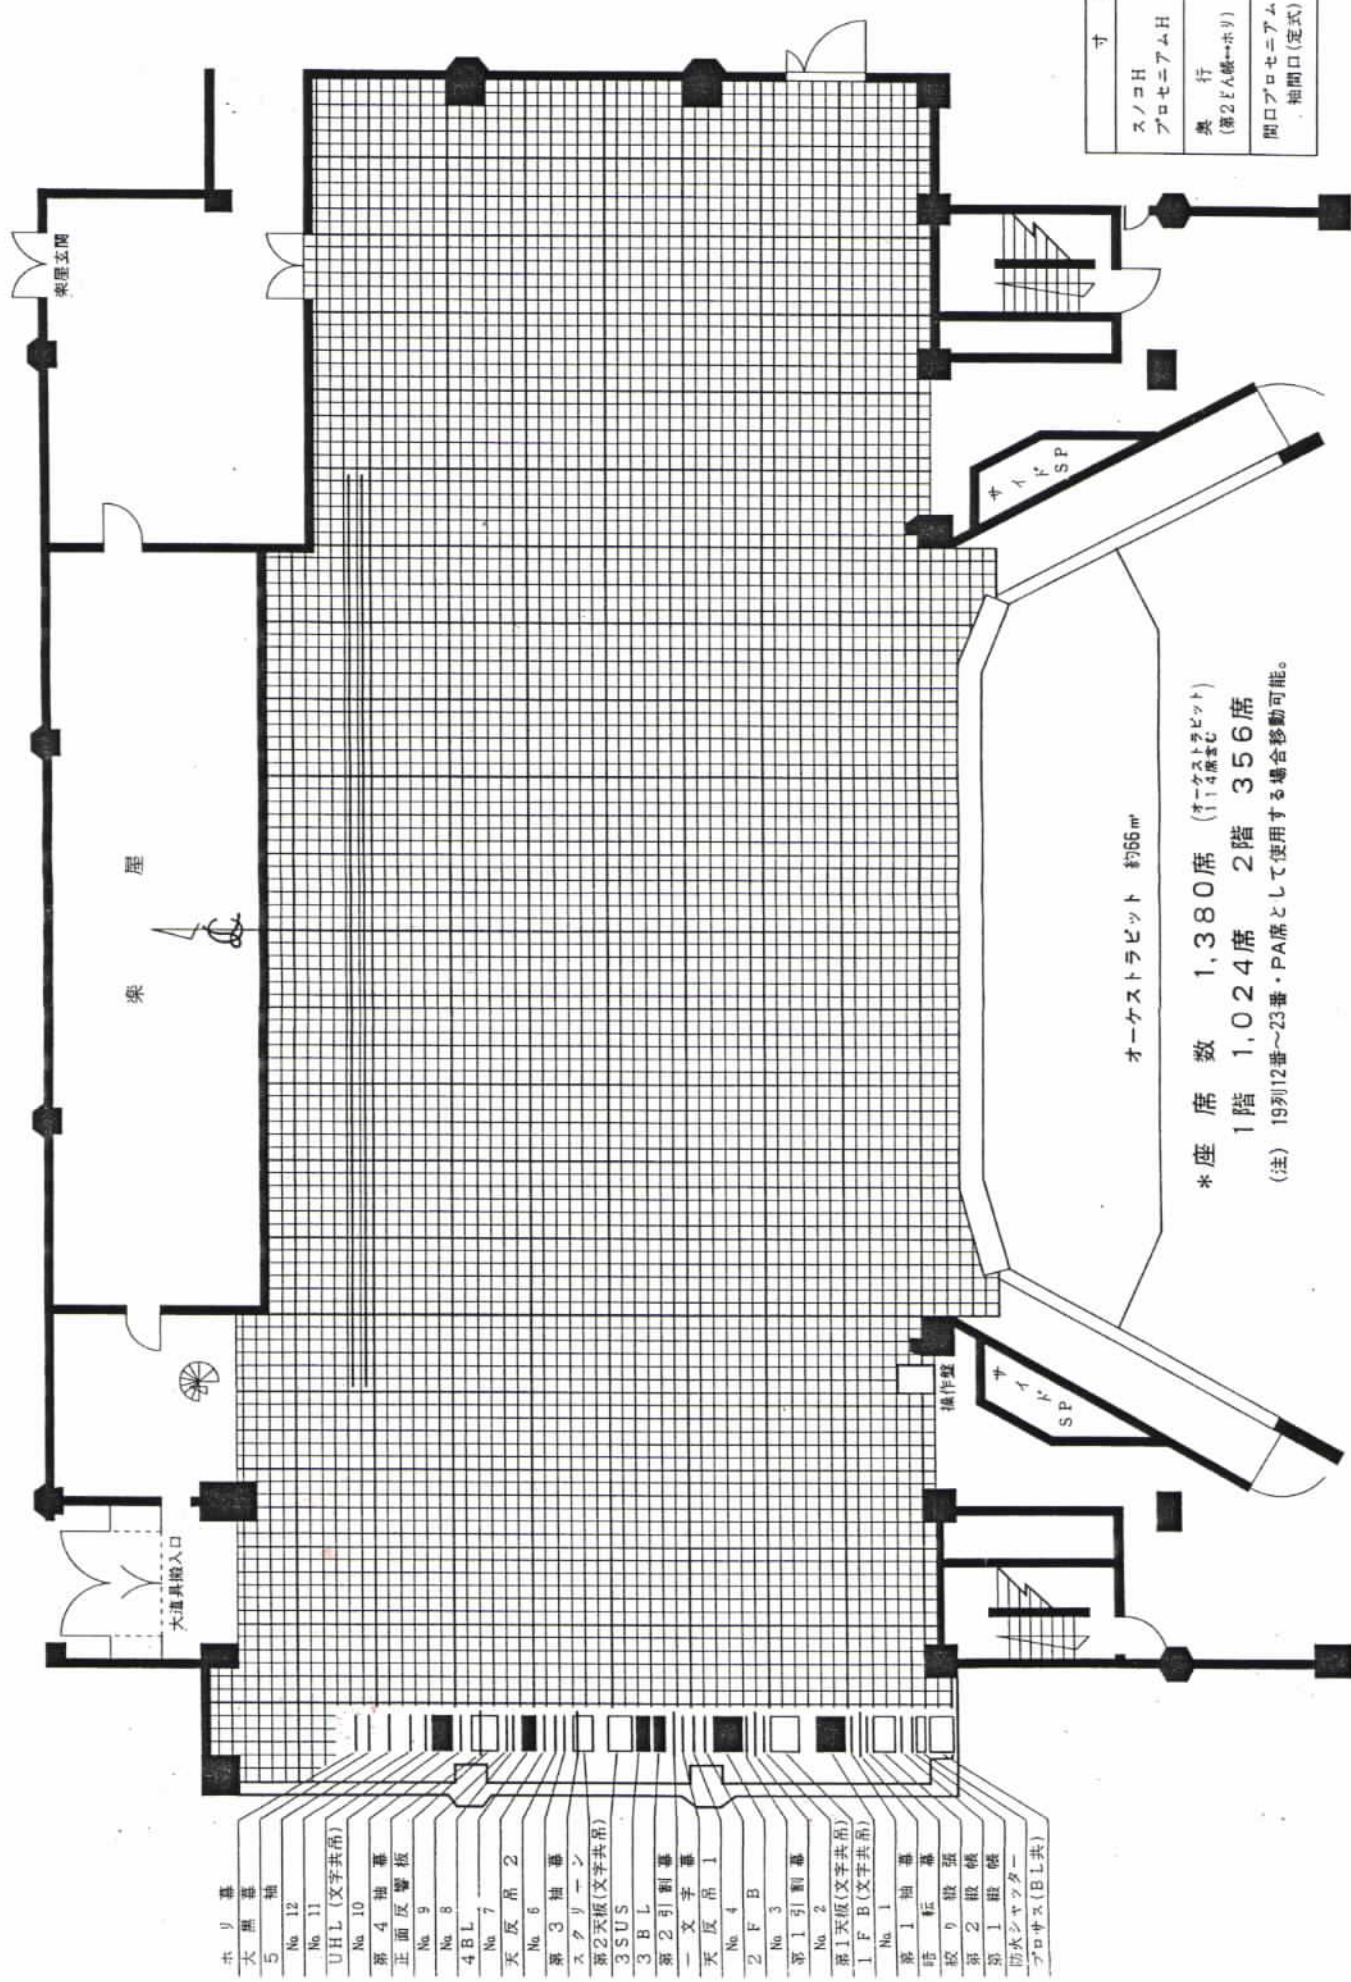 楽屋玄関
楽屋
大道具搬入口
操作盤
サイドSP
サイドSP
オーケストラピット 約66㎡
*座席数 1,380席 (オーケストラピット114席含む)
1階 1,024席 2階 356席
(注) 19列12番〜23番・PA席として使用する場合移動可能。
寸
スノコH
プロセニアムH
奥行
(第2どん帳↔ホリ)
間口プロセニアム
袖間口(定式)
ホリ幕
大黒幕
5袖
No.12
No.11
UHL(文字共吊)
No.10
第4袖幕
正面反響板
No.9
No.8
4BL
No.7
天反吊2
No.6
第3袖幕
スクリーン
第2天板(文字共吊)
3SUS
3BL
第2引割幕
一文字幕
天反吊1
No.4
2FB
No.3
第1引割幕
No.2
第1天板(文字共吊)
1FB(文字共吊)
No.1
第1袖幕
暗転幕
絞り緞張
第2緞帳
第1緞帳
防火シャッター
プロサス(BL共)